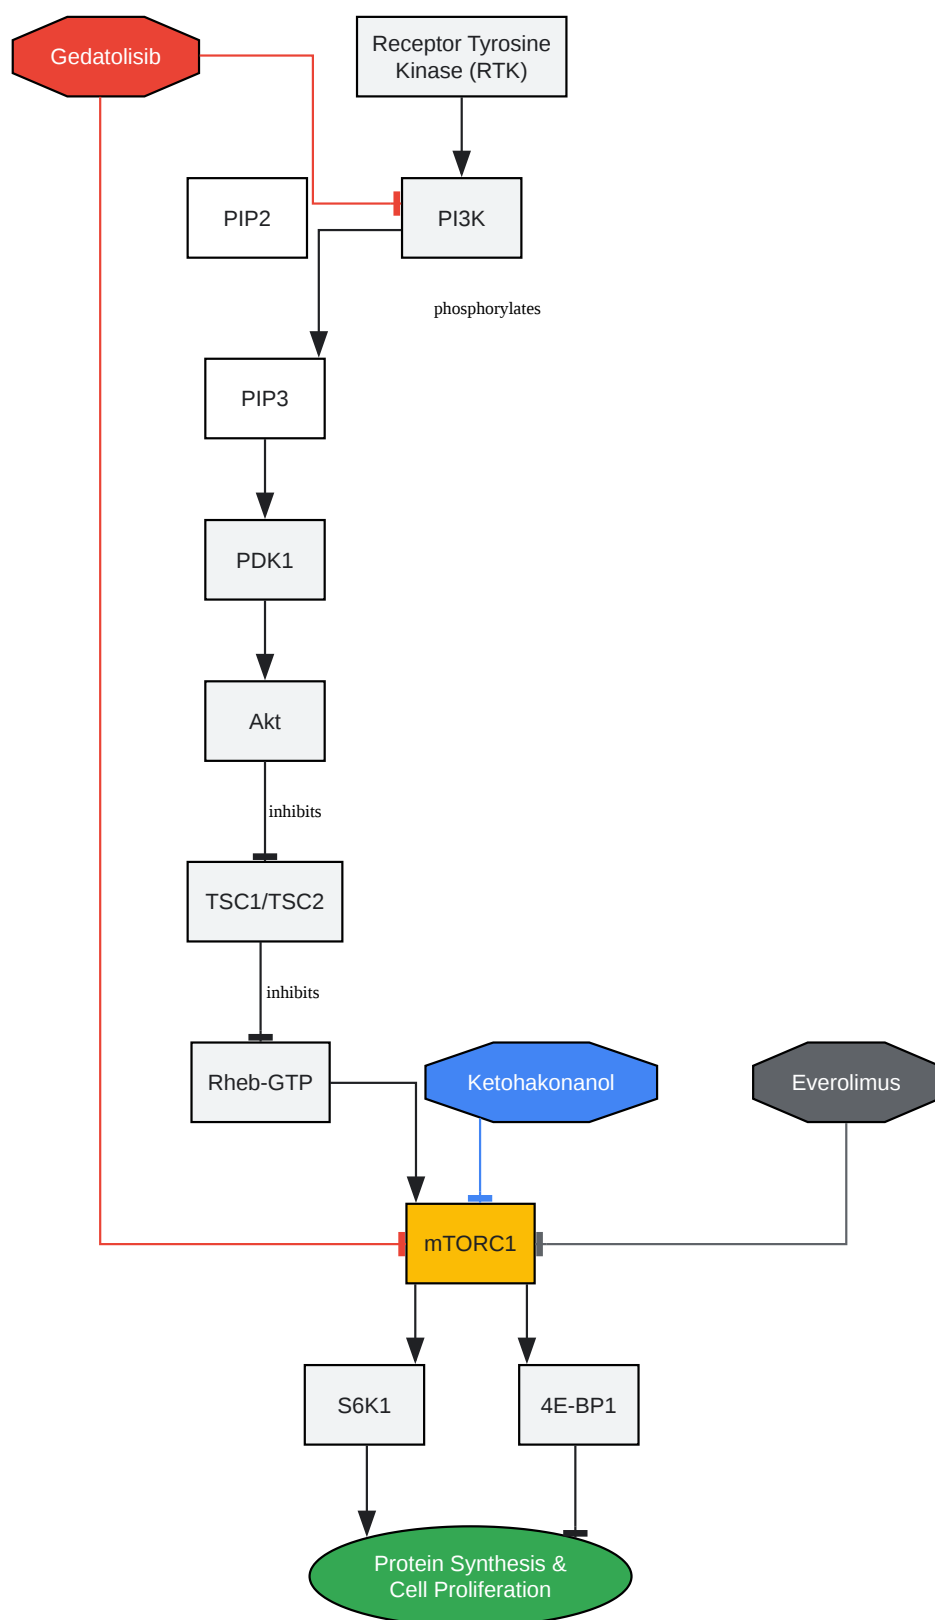 Gedatolisib
Receptor Tyrosine
Kinase (RTK)
PIP2
PI3K
phosphorylates
PIP3
PDK1
Akt
inhibits
TSC1/TSC2
inhibits
Rheb-GTP
Ketohakonanol
Everolimus
mTORC1
S6K1
4E-BP1
Protein Synthesis &
Cell Proliferation